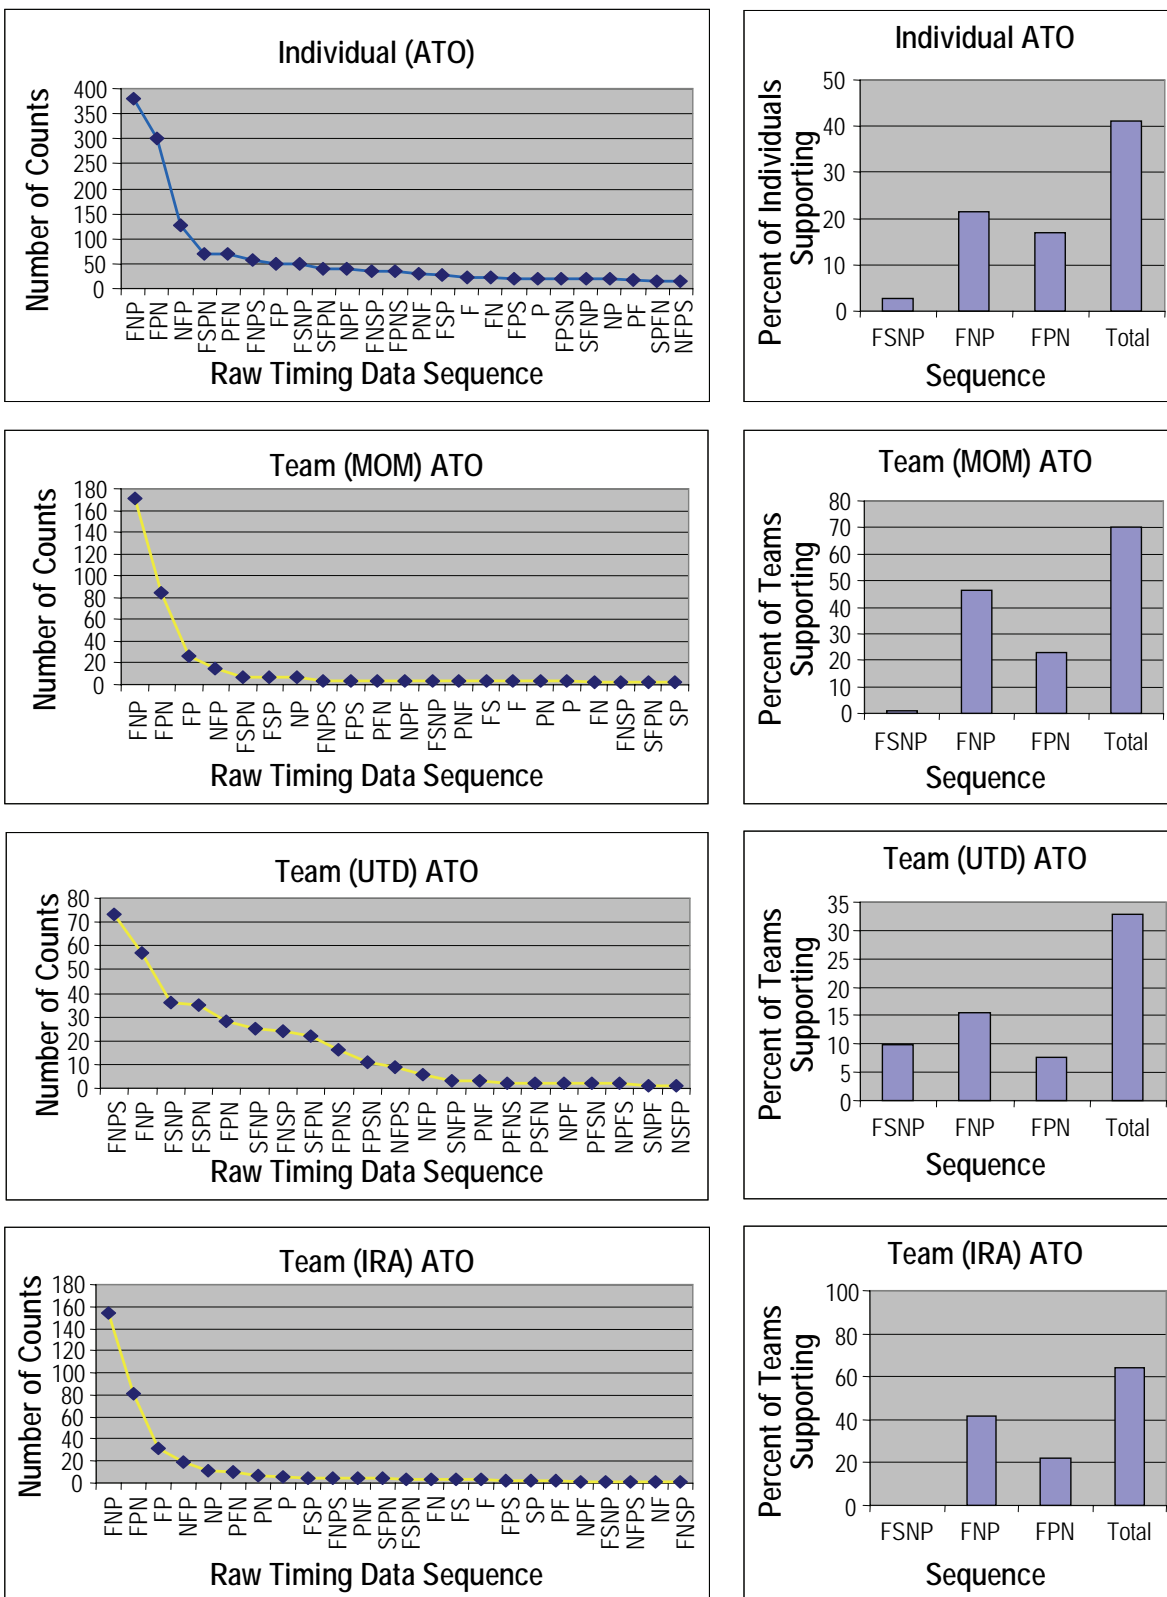 Individual (ATO)
Number of Counts
400
350
300
250
200
150
100
50
0
FNP
FPN
NFP
FSPN
PFN
FNPS
FP
FSNP
SFPN
NPF
FNSP
FPNS
PNF
FSP
F
FN
FPS
P
FPSN
SFNP
NP
PF
SPFN
NFPS
Raw Timing Data Sequence
Individual ATO
Percent of Individuals
Supporting
50
40
30
20
10
0
FSNP FNP FPN Total
Sequence
Team (MOM) ATO
Number of Counts
180
160
140
120
100
80
60
40
20
0
FNP
FPN
FP
NFP
FSPN
FSP
NP
FNPS
FPS
PFN
NPF
FSNP
PNF
FS
F
PN
P
FN
FNSP
SFPN
SP
Raw Timing Data Sequence
Team (MOM) ATO
Percent of Teams
Supporting
80
70
60
50
40
30
20
10
0
FSNP FNP FPN Total
Sequence
Team (UTD) ATO
Number of Counts
80
70
60
50
40
30
20
10
0
FNPS
FNP
FSNP
FSPN
FPN
SFNP
FNSP
SFPN
FPNS
FPSN
NFPS
NFP
SNFP
PNF
PFNS
PSFN
NPF
PFSN
NPFS
SNPF
NSFP
Raw Timing Data Sequence
Team (UTD) ATO
Percent of Teams
Supporting
35
30
25
20
15
10
5
0
FSNP FNP FPN Total
Sequence
Team (IRA) ATO
Number of Counts
180
160
140
120
100
80
60
40
20
0
FNP
FPN
FP
NFP
NP
PFN
PN
P
FSP
FNPS
PNF
SFPN
FSPN
FN
FS
F
FPS
SP
PF
NPF
FSNP
NFPS
NF
FNSP
Raw Timing Data Sequence
Team (IRA) ATO
Percent of Teams
Supporting
100
80
60
40
20
0
FSNP FNP FPN Total
Sequence